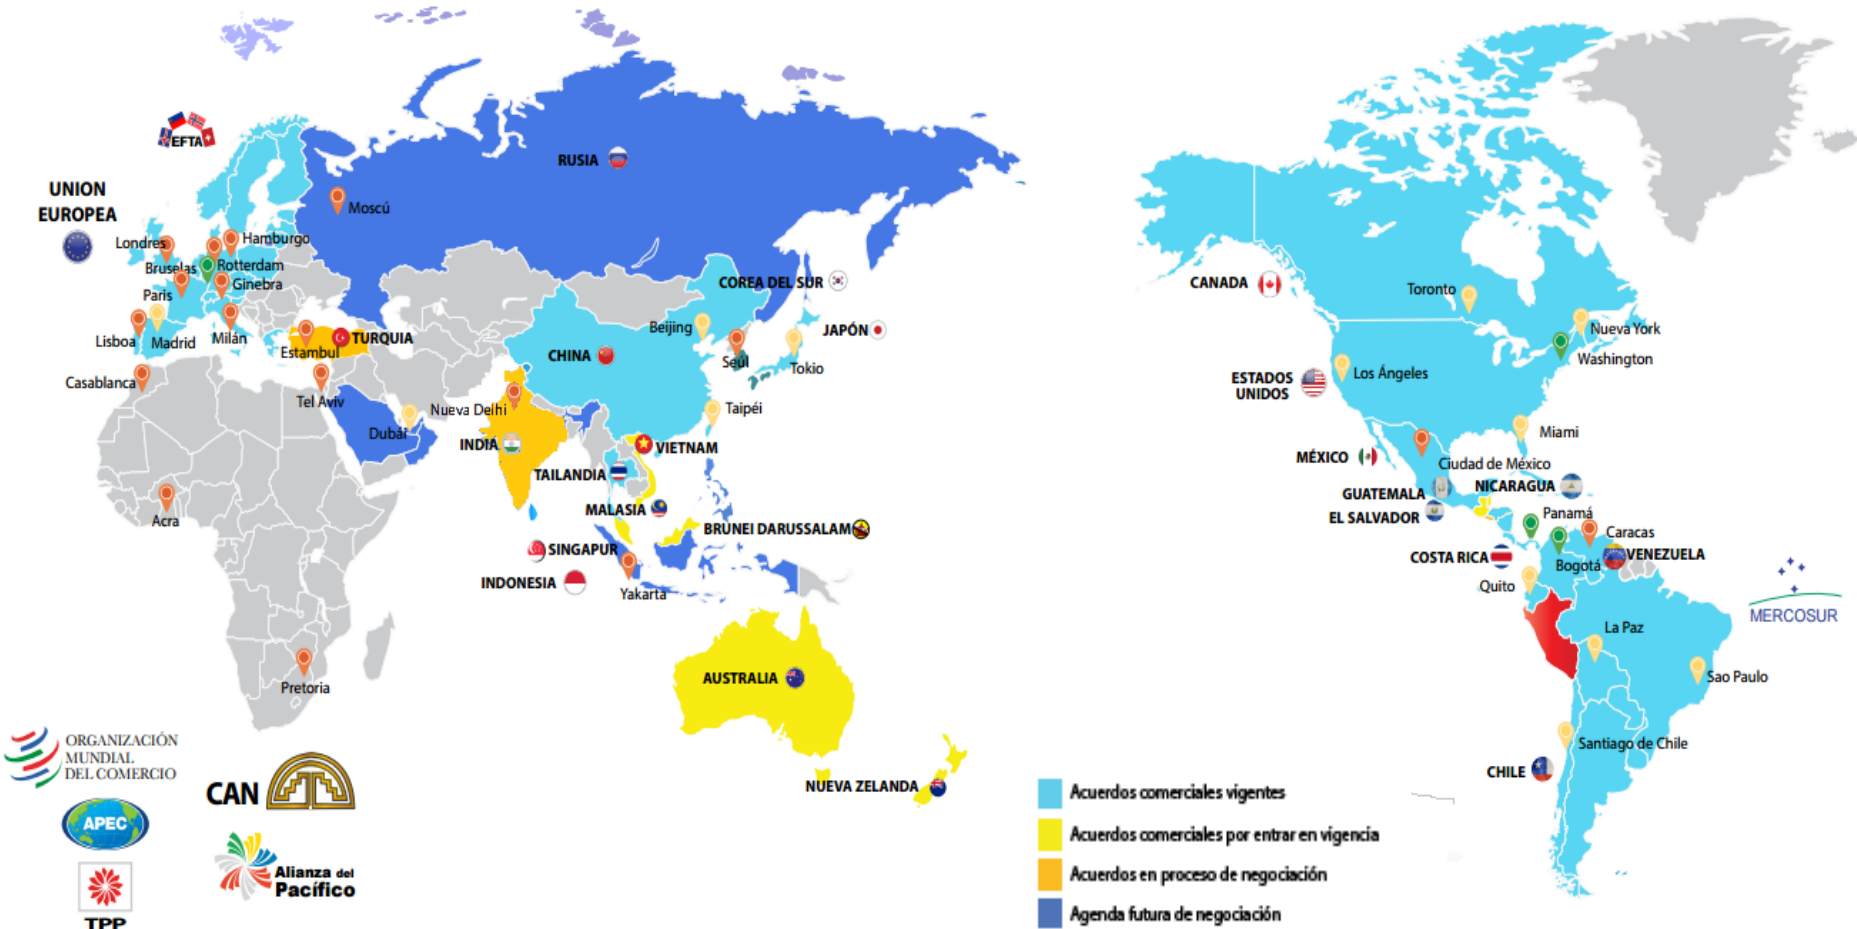 EFTA
UNION
EUROPEA
RUSIA
Moscú
Londres
Hamburgo
Bruselas
Rotterdam
Ginebra
Paris
Lisboa
Madrid
Milán
Estambul
TURQUIA
Casablanca
Tel Aviv
Dubái
Nueva Delhi
INDIA
CHINA
Beijing
COREA DEL SUR
JAPÓN
Seúl
Tokio
Taipéi
VIETNAM
TAILANDIA
MALASIA
BRUNEI DARUSSALAM
SINGAPUR
INDONESIA
Yakarta
Acra
Pretoria
AUSTRALIA
NUEVA ZELANDA
CANADA
Toronto
Nueva York
Washington
Los Ángeles
ESTADOS
UNIDOS
Miami
MÉXICO
Ciudad de México
GUATEMALA
NICARAGUA
EL SALVADOR
Panamá
Caracas
COSTA RICA
Bogotá
VENEZUELA
Quito
MERCOSUR
La Paz
Sao Paulo
Santiago de Chile
CHILE
ORGANIZACIÓN
MUNDIAL
DEL COMERCIO
CAN
APEC
Alianza del
Pacífico
TPP
Acuerdos comerciales vigentes
Acuerdos comerciales por entrar en vigencia
Acuerdos en proceso de negociación
Agenda futura de negociación